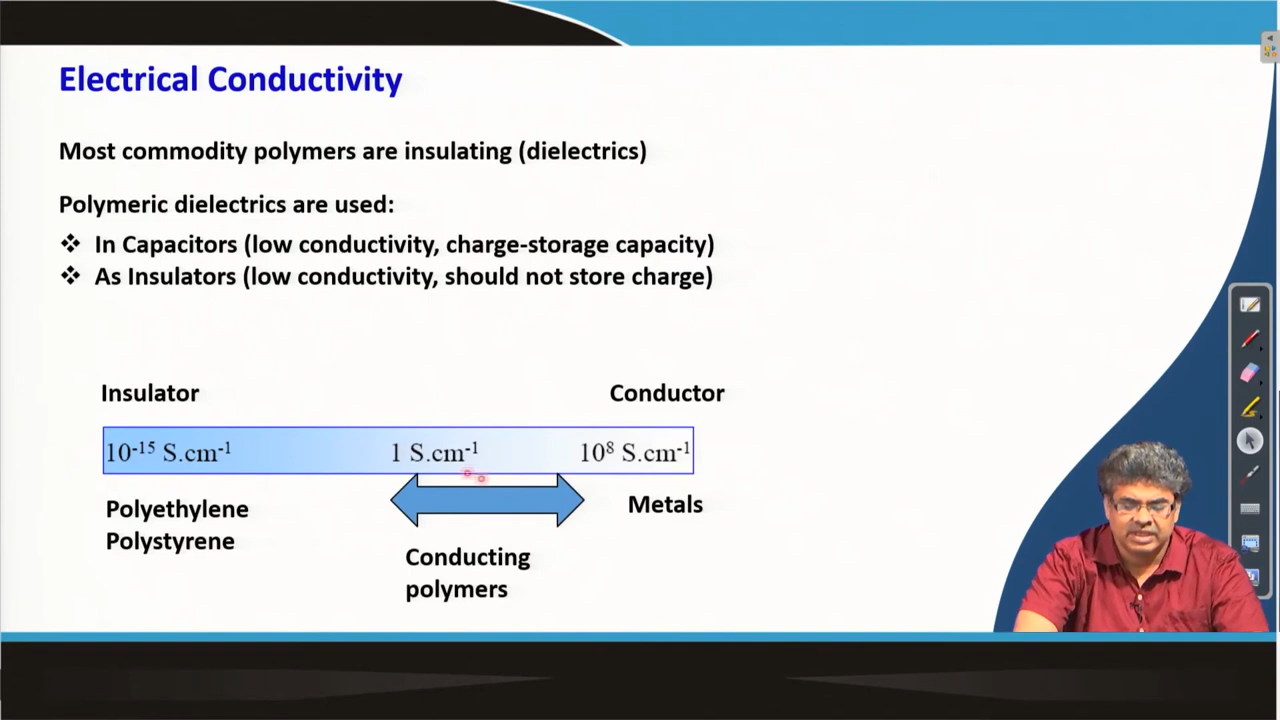 Electrical Conductivity
Most commodity polymers are insulating (dielectrics)
Polymeric dielectrics are used:
❖ In Capacitors (low conductivity, charge-storage capacity)
❖ As Insulators (low conductivity, should not store charge)
Insulator Conductor
10⁻¹⁵ S.cm⁻¹ 1 S.cm⁻¹ 10⁸ S.cm⁻¹
Polyethylene
Polystyrene
Metals
Conducting
polymers